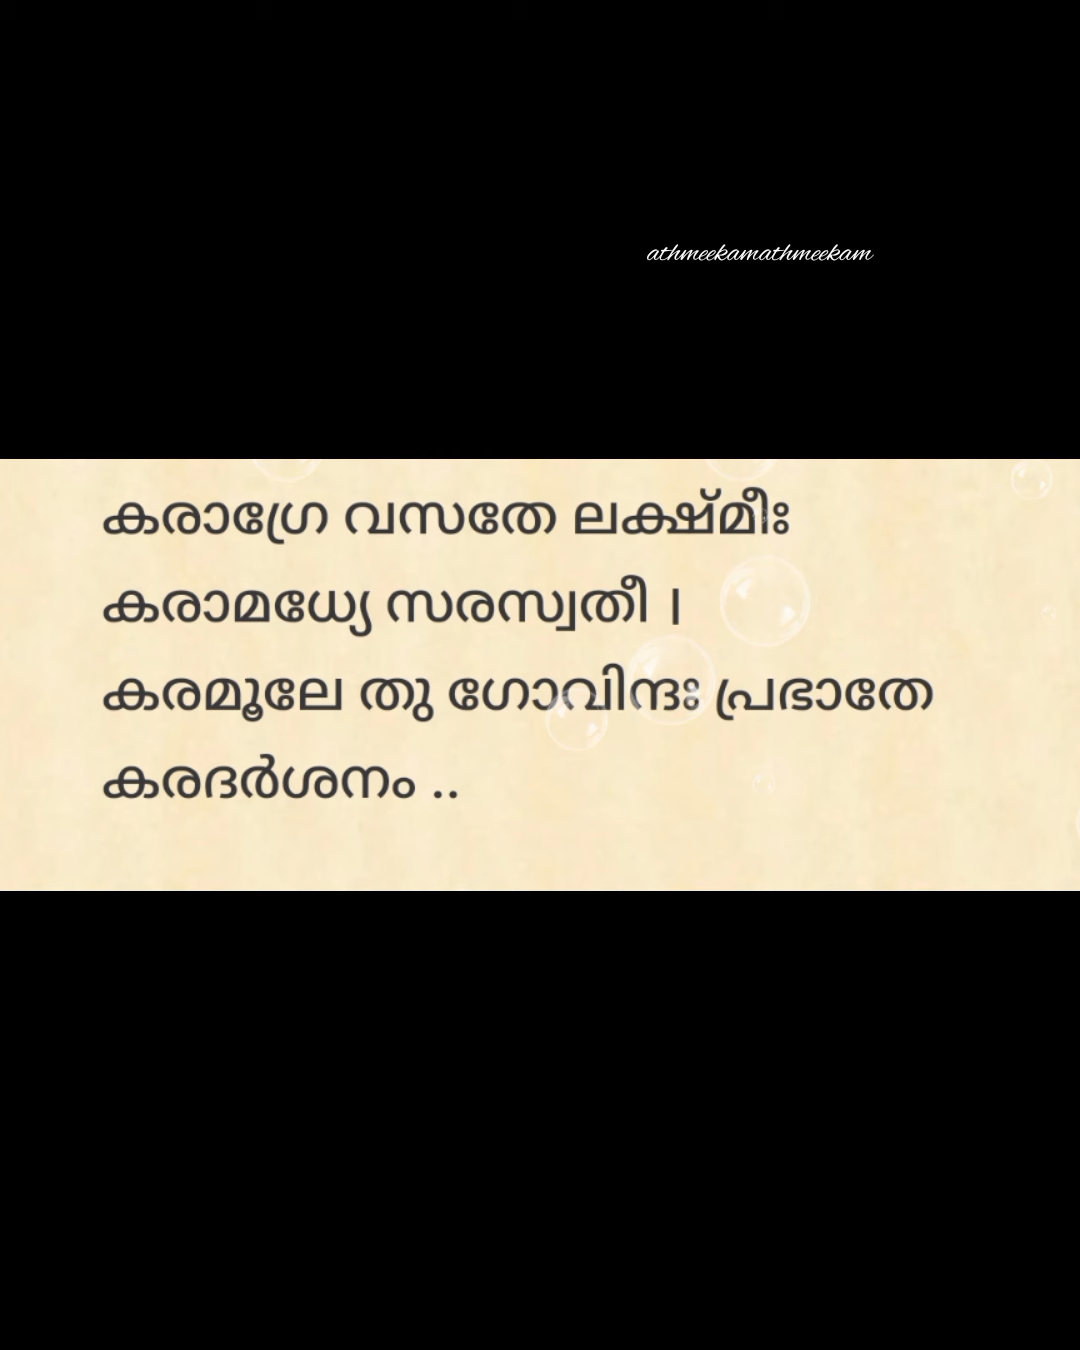 athmeekamathmeekam
കരാഗ്രേ വസതേ ലക്ഷ്മീഃ
കരാമധ്യേ സരസ്വതീ |
കരമൂലേ തു ഗോവിന്ദഃ പ്രഭാതേ
കരദർശനം ..